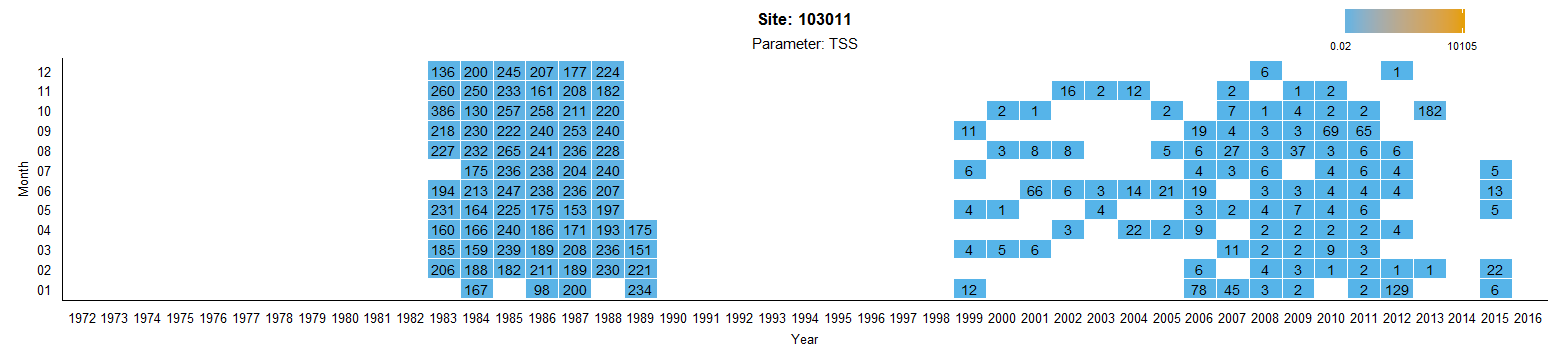 Site: 103011
Parameter: TSS
0.02 10105
12 136 200 245 207 177 224 6 1
11 260 250 233 161 208 182 16 2 12 2 1 2
10 386 130 257 258 211 220 2 1 2 7 1 4 2 2 182
09 218 230 222 240 253 240 11 19 4 3 3 69 65
08 227 232 265 241 236 228 3 8 8 5 6 27 3 37 3 6 6
07 175 236 238 204 240 6 4 3 6 4 6 4 5
06 194 213 247 238 236 207 66 6 3 14 21 19 3 3 4 4 4 13
05 231 164 225 175 153 197 4 1 4 3 2 4 7 4 6 5
04 160 166 240 186 171 193 175 3 22 2 9 2 2 2 2 4
03 185 159 239 189 208 236 151 4 5 6 11 2 2 9 3
02 206 188 182 211 189 230 221 6 4 3 1 2 1 1 22
01 167 98 200 234 12 78 45 3 2 2 129 6
Month
1972 1973 1974 1975 1976 1977 1978 1979 1980 1981 1982 1983 1984 1985 1986 1987 1988 1989 1990 1991 1992 1993 1994 1995 1996 1997 1998 1999 2000 2001 2002 2003 2004 2005 2006 2007 2008 2009 2010 2011 2012 2013 2014 2015 2016
Year